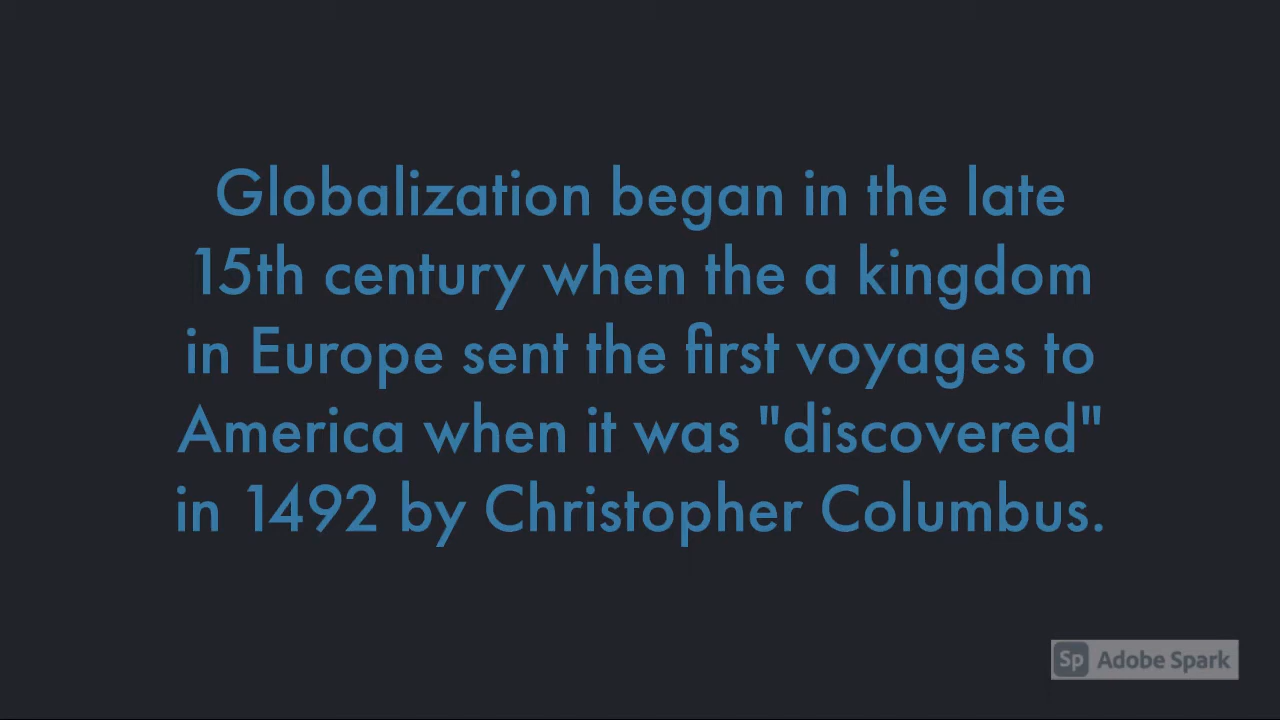 Globalization began in the late
15th century when the a kingdom
in Europe sent the first voyages to
America when it was "discovered"
in 1492 by Christopher Columbus.
Sp Adobe Spark